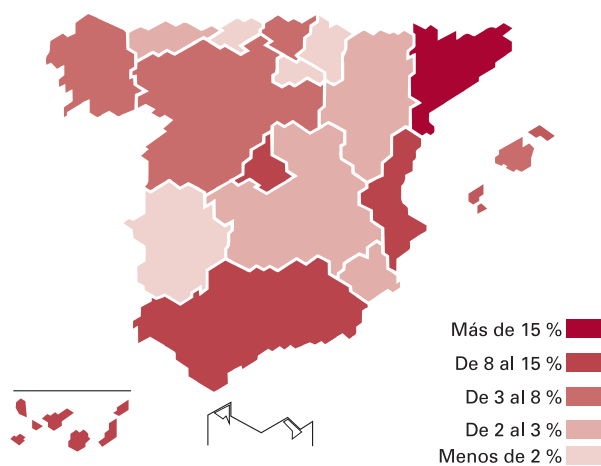 Más de 15 %
De 8 al 15 %
De 3 al 8 %
De 2 al 3 %
Menos de 2 %